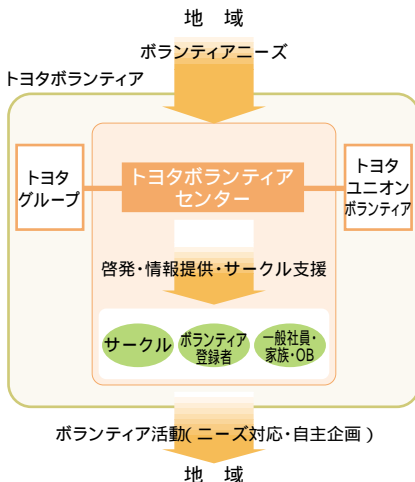 地　域
ボランティアニーズ
トヨタボランティア
トヨタ
グループ
トヨタボランティア
センター
トヨタ
ユニオン
ボランティア
啓発・情報提供・サークル支援
サークル
ボランティア
登録者
一般社員・
家族・OB
ボランティア活動(ニーズ対応・自主企画)
地　域